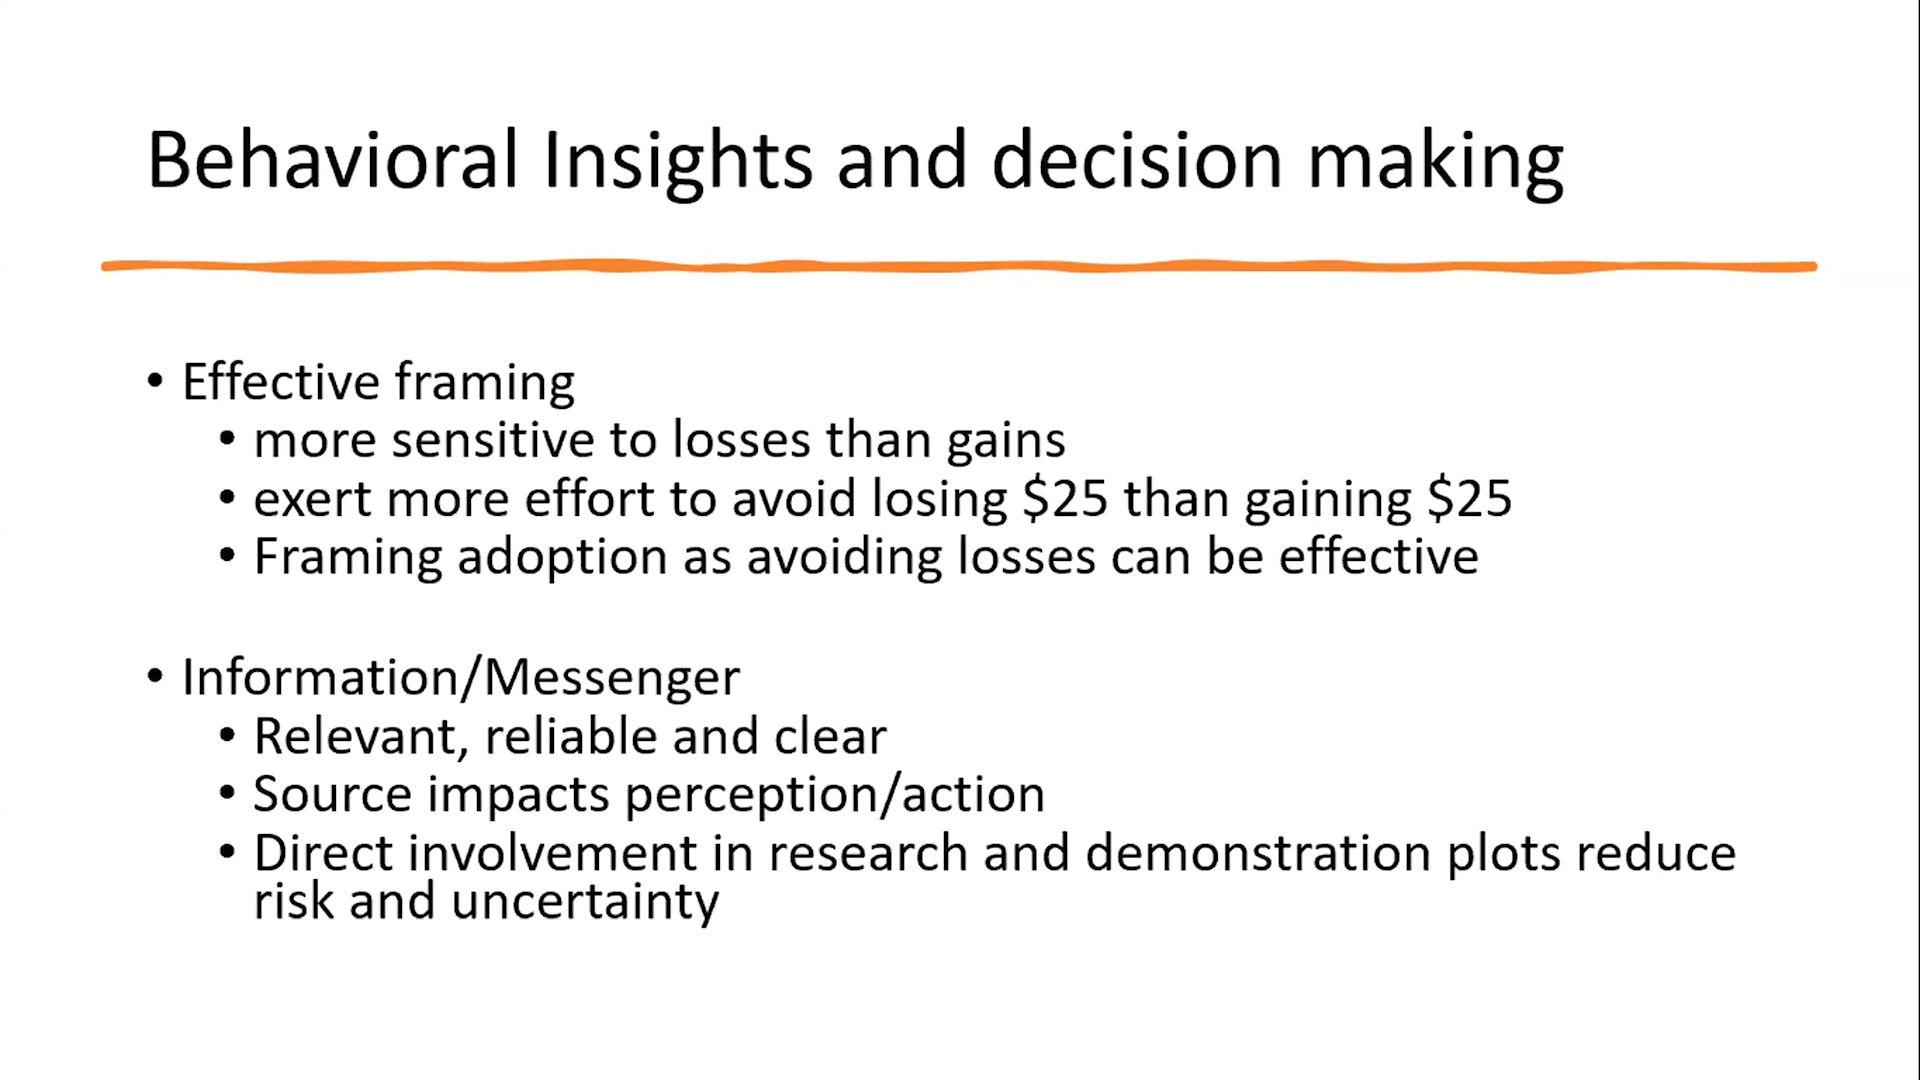 Behavioral Insights and decision making
• Effective framing
• more sensitive to losses than gains
• exert more effort to avoid losing $25 than gaining $25
• Framing adoption as avoiding losses can be effective
• Information/Messenger
• Relevant, reliable and clear
• Source impacts perception/action
• Direct involvement in research and demonstration plots reduce
risk and uncertainty